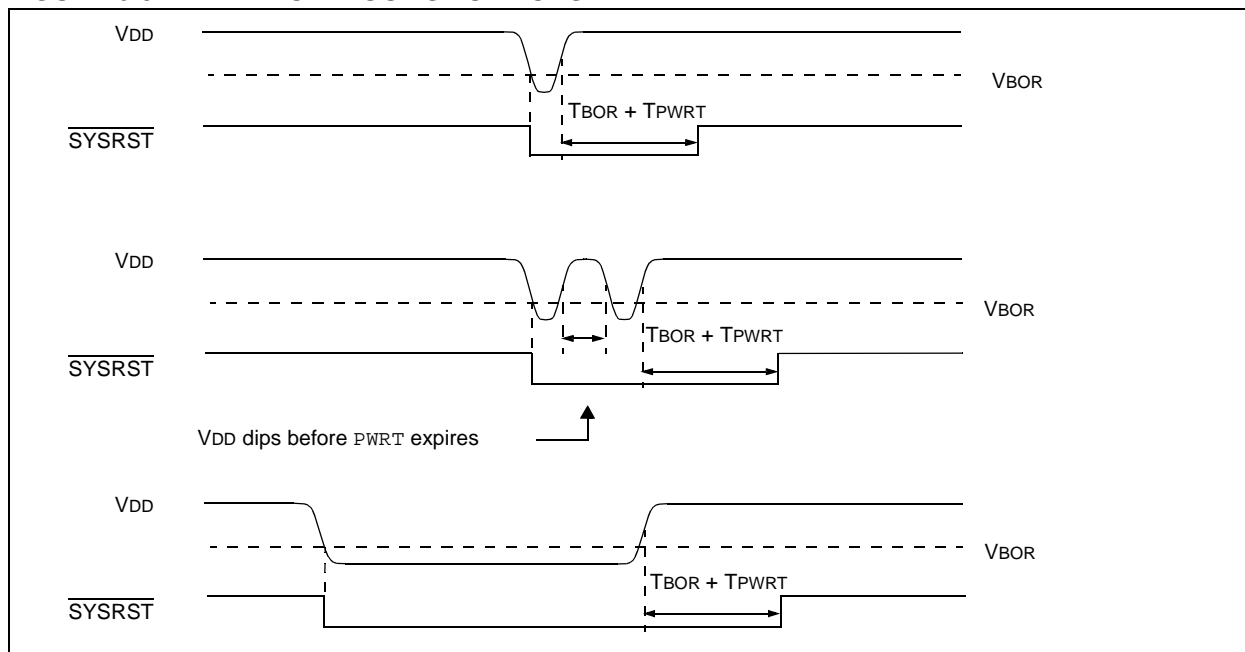 VDD
VBOR
TBOR + TPWRT
SYSRST
VDD
VBOR
TBOR + TPWRT
SYSRST
VDD dips before PWRT expires
VDD
VBOR
TBOR + TPWRT
SYSRST